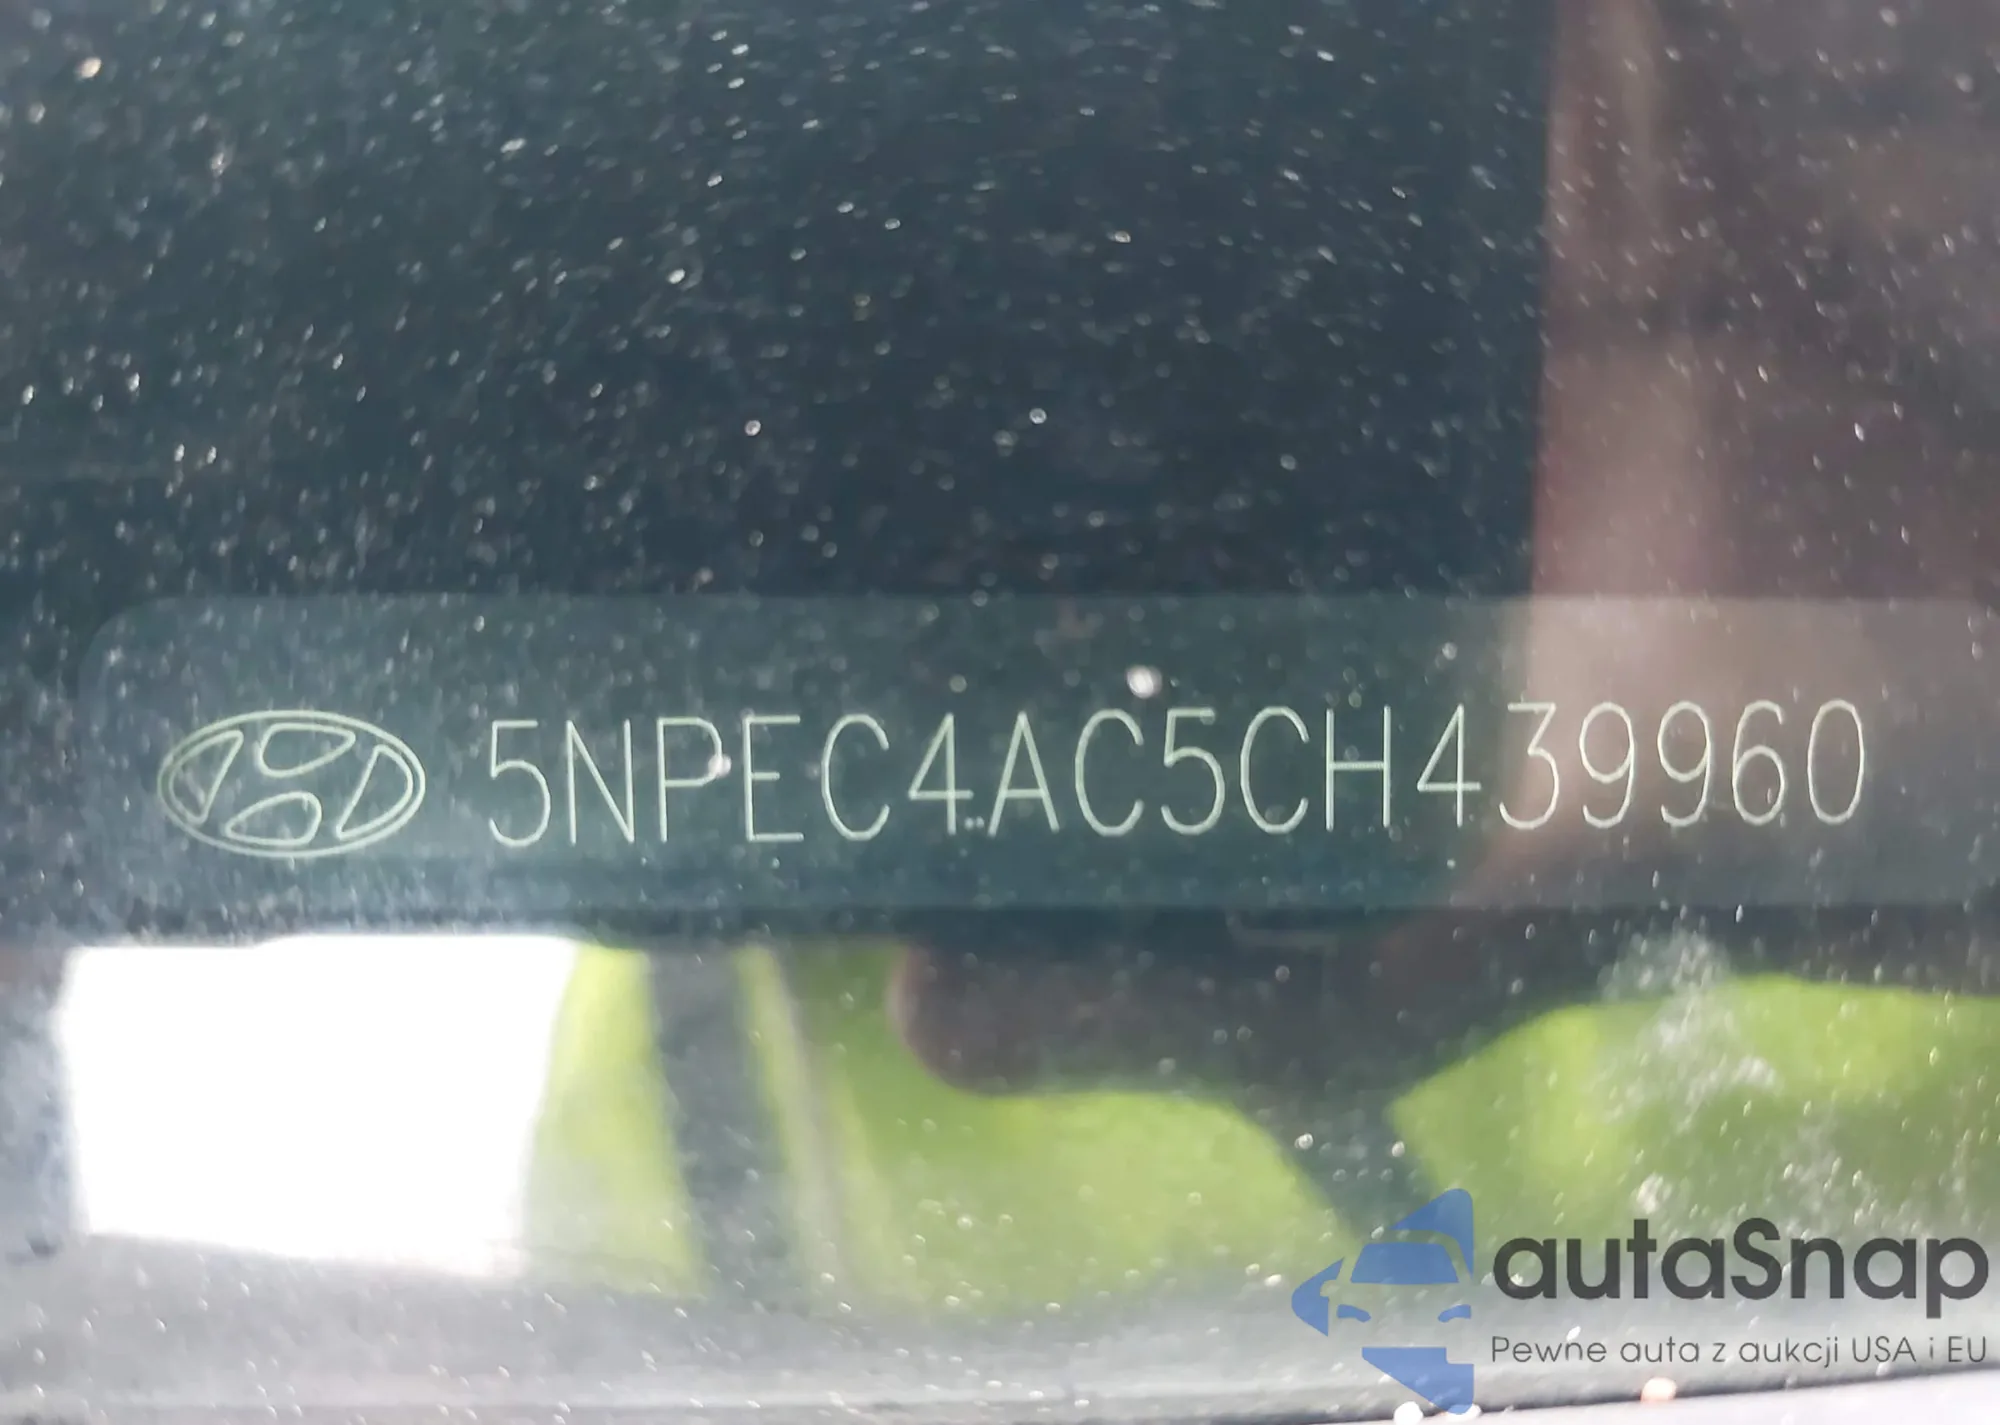 5NPEC4AC5CH439960
autaSnap
Pewne auta z aukcji USA i EU